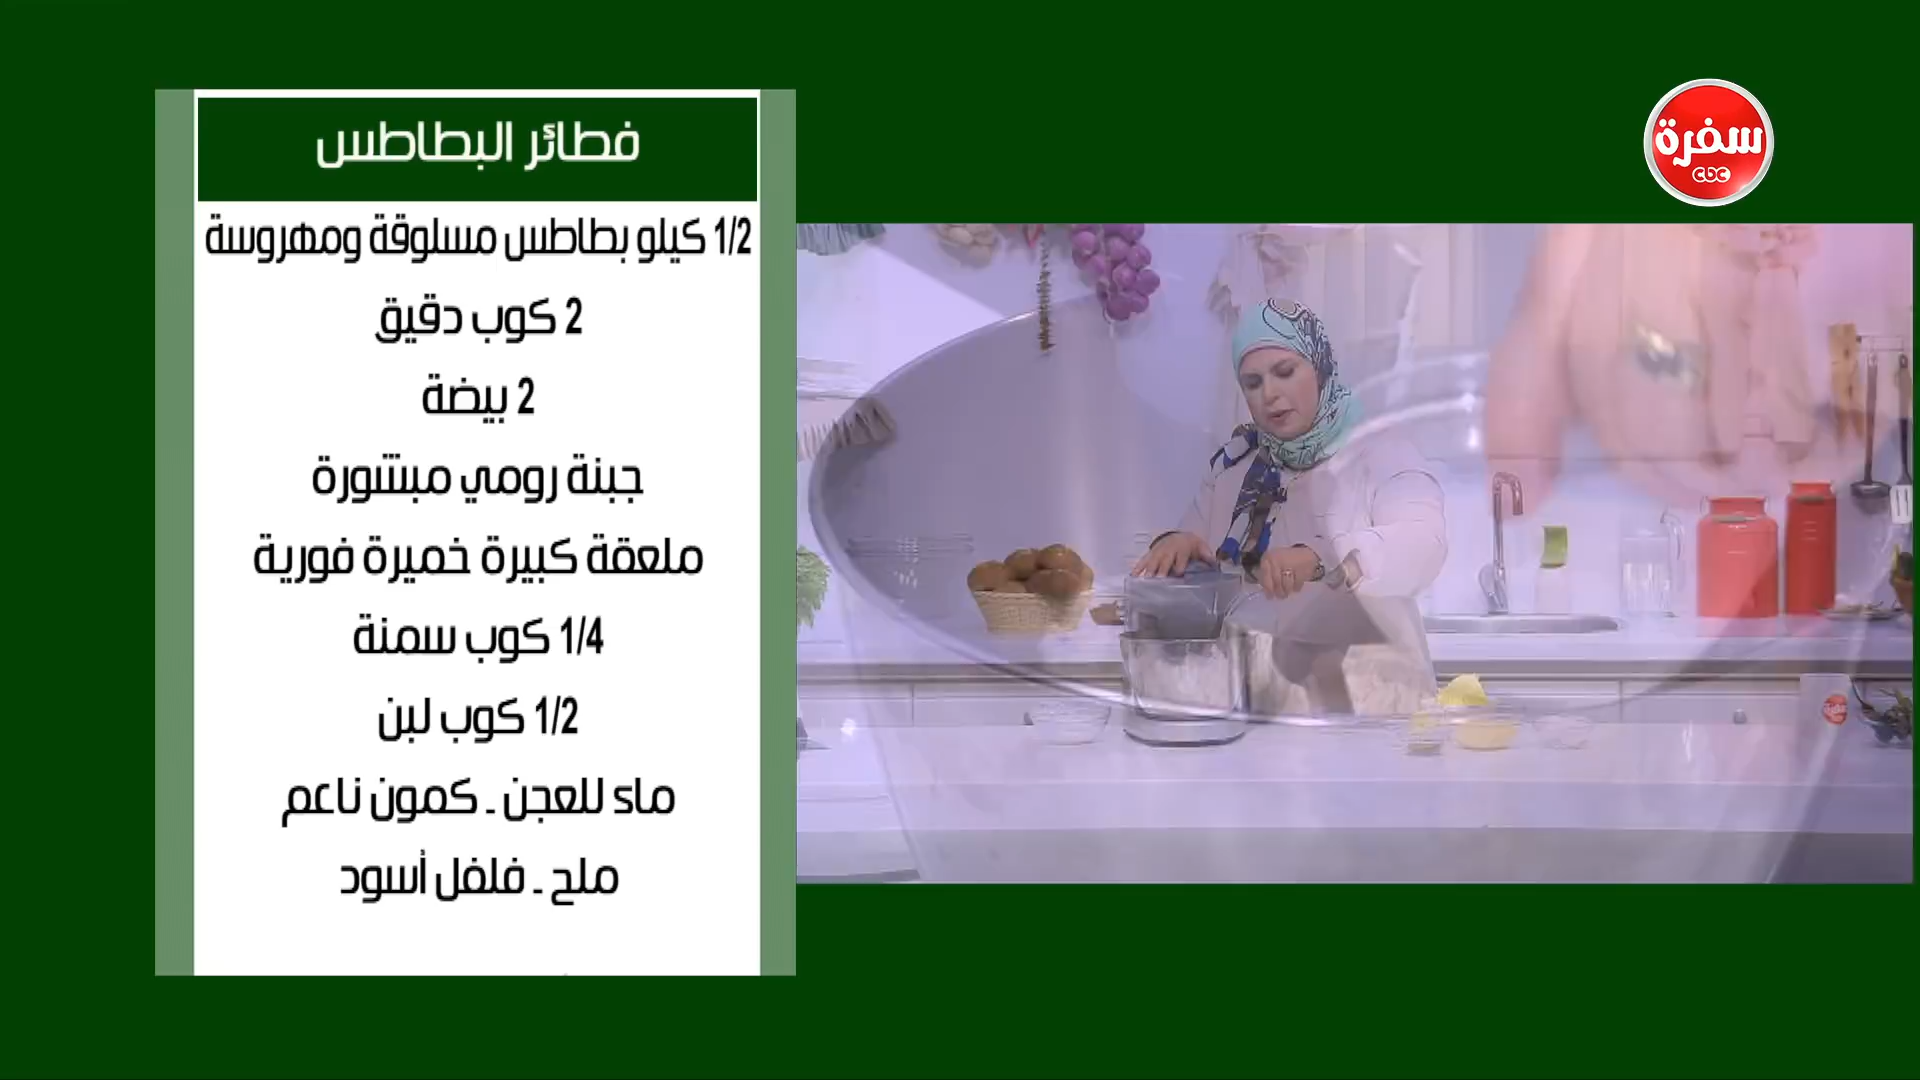 فطائر البطاطس
1/2 كيلو بطاطس مسلوقة ومهروسة
2 كوب دقيق
2 بيضة
جبنة رومي مبشورة
ملعقة كبيرة خميرة فورية
1/4 كوب سمنة
1/2 كوب لبن
ماء للعجن - كمون ناعم
ملح - فلفل أسود
سفرة
cbc